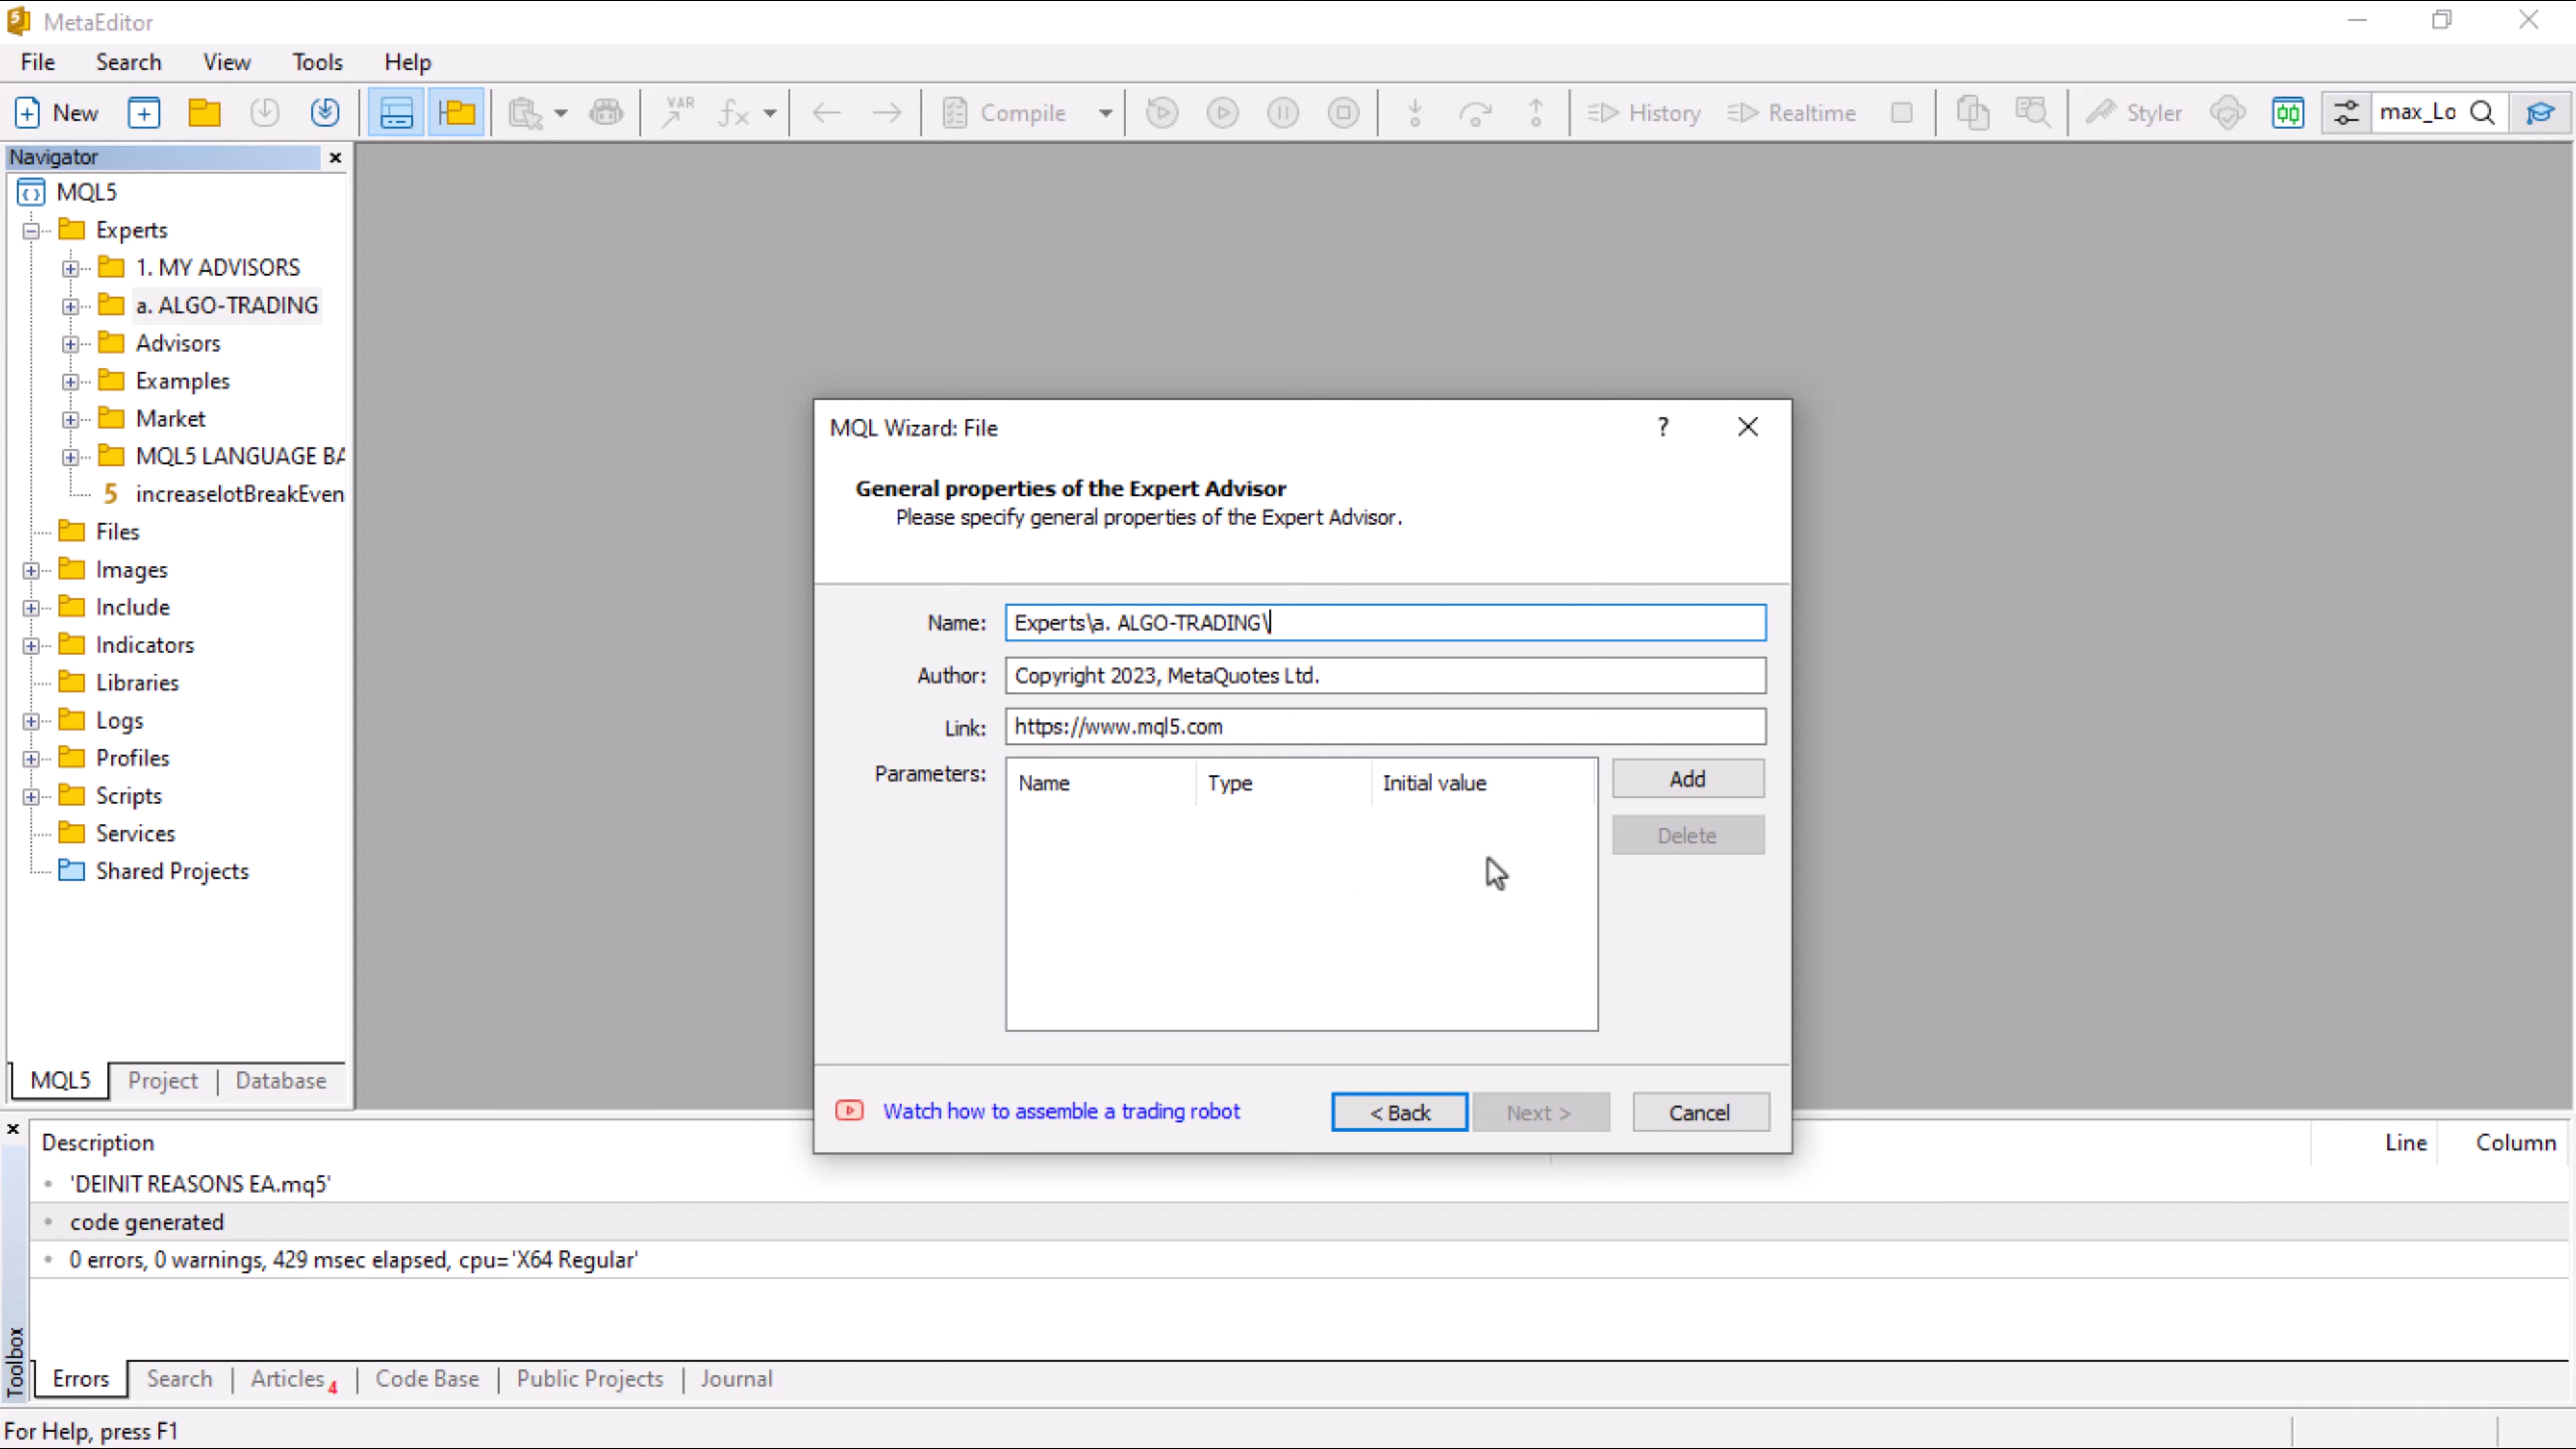 MetaEditor
File Search View Tools Help
New VAR fx Compile History Realtime Styler max_Lo
Navigator
MQL5
Experts
1. MY ADVISORS
a. ALGO-TRADING
Advisors
Examples
Market
MQL5 LANGUAGE BA
5 increaselotBreakEven
Files
Images
Include
Indicators
Libraries
Logs
Profiles
Scripts
Services
Shared Projects
MQL5 Project Database
MQL Wizard: File
General properties of the Expert Advisor
Please specify general properties of the Expert Advisor.
Name: Experts\a. ALGO-TRADING\
Author: Copyright 2023, MetaQuotes Ltd.
Link: https://www.mql5.com
Parameters: Name Type Initial value Add
Delete
Watch how to assemble a trading robot < Back Next > Cancel
Description Line Column
'DEINIT REASONS EA.mq5'
code generated
0 errors, 0 warnings, 429 msec elapsed, cpu='X64 Regular'
Toolbox
Errors Search Articles 4 Code Base Public Projects Journal
For Help, press F1